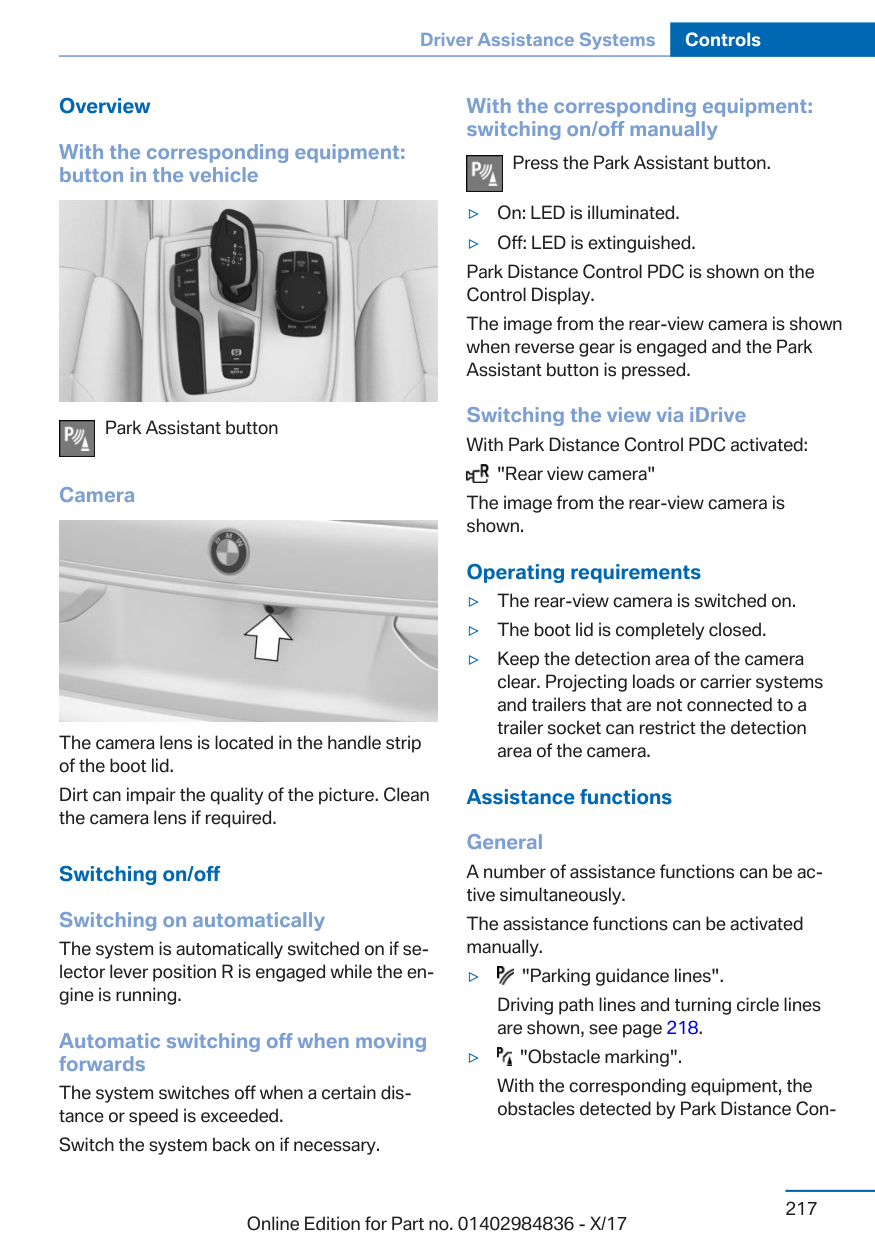 Driver Assistance Systems Controls
Overview
With the corresponding equipment:
button in the vehicle
Park Assistant button
Camera
BMW
The camera lens is located in the handle strip
of the boot lid.
Dirt can impair the quality of the picture. Clean
the camera lens if required.
Switching on/off
Switching on automatically
The system is automatically switched on if se-
lector lever position R is engaged while the en-
gine is running.
Automatic switching off when moving
forwards
The system switches off when a certain dis-
tance or speed is exceeded.
Switch the system back on if necessary.
With the corresponding equipment:
switching on/off manually
Press the Park Assistant button.
▷ On: LED is illuminated.
▷ Off: LED is extinguished.
Park Distance Control PDC is shown on the
Control Display.
The image from the rear-view camera is shown
when reverse gear is engaged and the Park
Assistant button is pressed.
Switching the view via iDrive
With Park Distance Control PDC activated:
"Rear view camera"
The image from the rear-view camera is
shown.
Operating requirements
▷ The rear-view camera is switched on.
▷ The boot lid is completely closed.
▷ Keep the detection area of the camera
clear. Projecting loads or carrier systems
and trailers that are not connected to a
trailer socket can restrict the detection
area of the camera.
Assistance functions
General
A number of assistance functions can be ac-
tive simultaneously.
The assistance functions can be activated
manually.
▷ "Parking guidance lines".
Driving path lines and turning circle lines
are shown, see page 218.
▷ "Obstacle marking".
With the corresponding equipment, the
obstacles detected by Park Distance Con-
217
Online Edition for Part no. 01402984836 - X/17